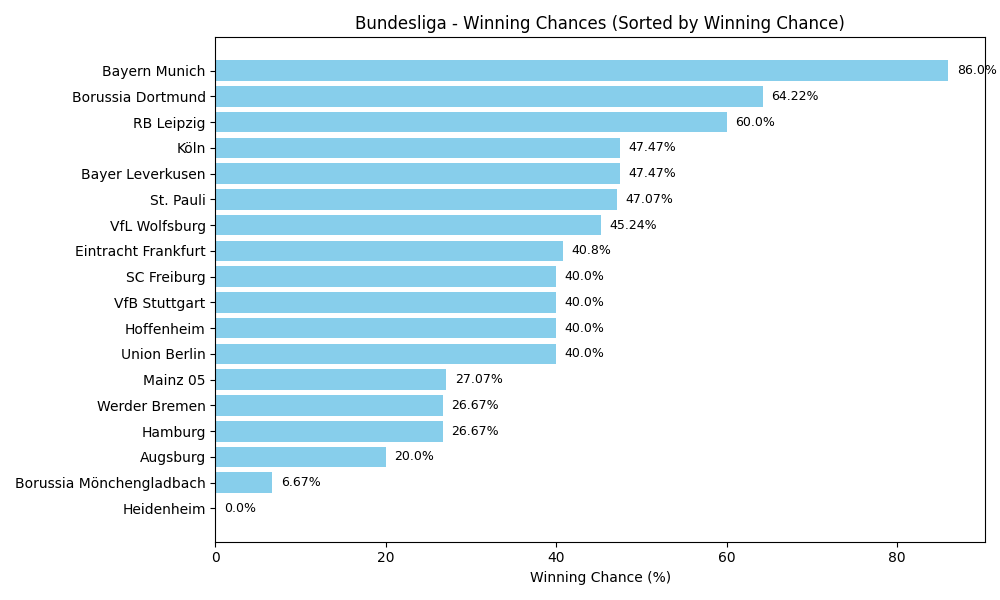 Bundesliga - Winning Chances (Sorted by Winning Chance)
Bayern Munich 86.0%
Borussia Dortmund 64.22%
RB Leipzig 60.0%
Köln 47.47%
Bayer Leverkusen 47.47%
St. Pauli 47.07%
VfL Wolfsburg 45.24%
Eintracht Frankfurt 40.8%
SC Freiburg 40.0%
VfB Stuttgart 40.0%
Hoffenheim 40.0%
Union Berlin 40.0%
Mainz 05 27.07%
Werder Bremen 26.67%
Hamburg 26.67%
Augsburg 20.0%
Borussia Mönchengladbach 6.67%
Heidenheim 0.0%
0 20 40 60 80
Winning Chance (%)